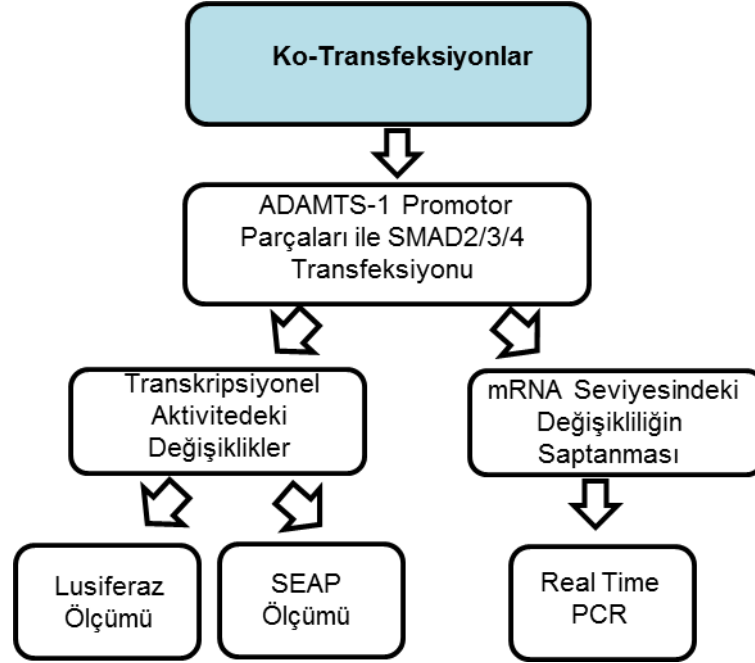 Ko-Transfeksiyonlar
ADAMTS-1 Promotor
Parçaları ile SMAD2/3/4
Transfeksiyonu
Transkripsiyonel
Aktivitedeki
Değişiklikler
mRNA Seviyesindeki
Değişikliliğin
Saptanması
Lusiferaz
Ölçümü
SEAP
Ölçümü
Real Time
PCR